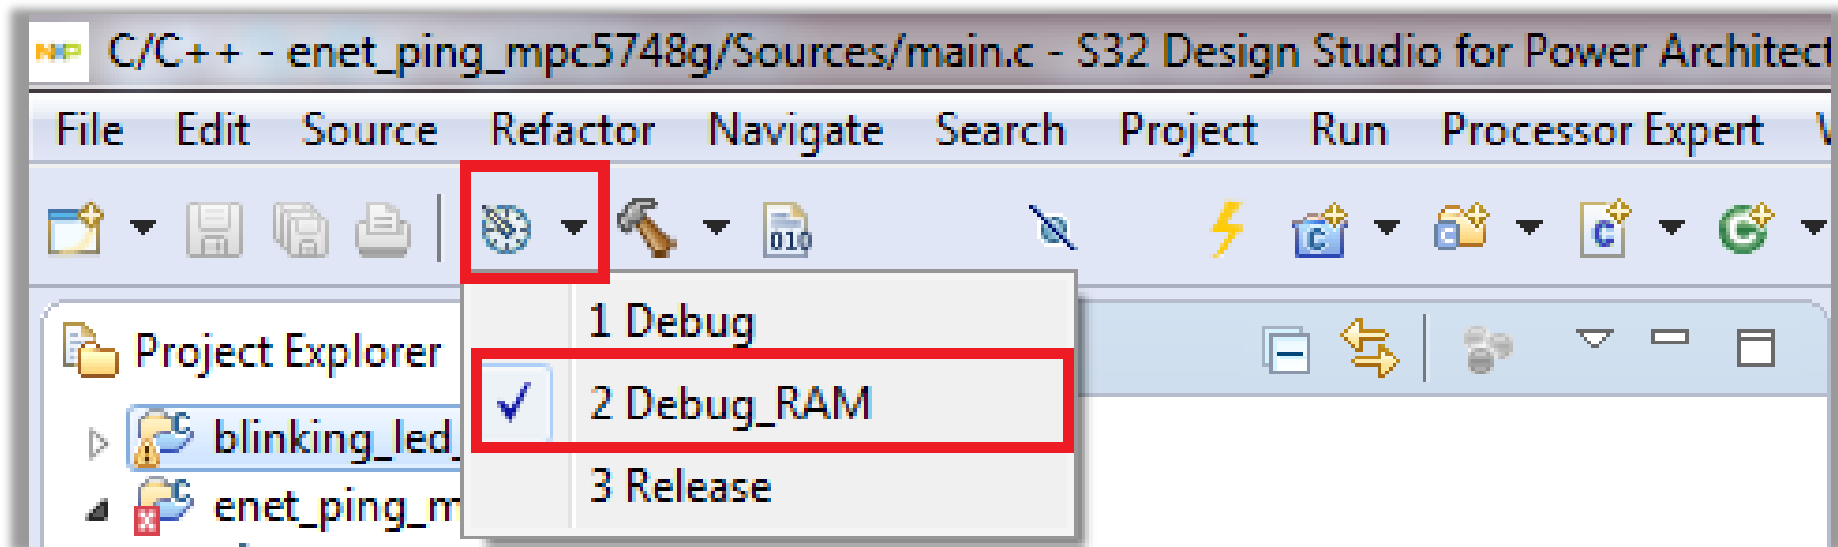 NXP C/C++ - enet_ping_mpc5748g/Sources/main.c - S32 Design Studio for Power Architect
File Edit Source Refactor Navigate Search Project Run Processor Expert
010
C C C C
1 Debug
Project Explorer
2 Debug_RAM
blinking_led_
3 Release
enet_ping_m